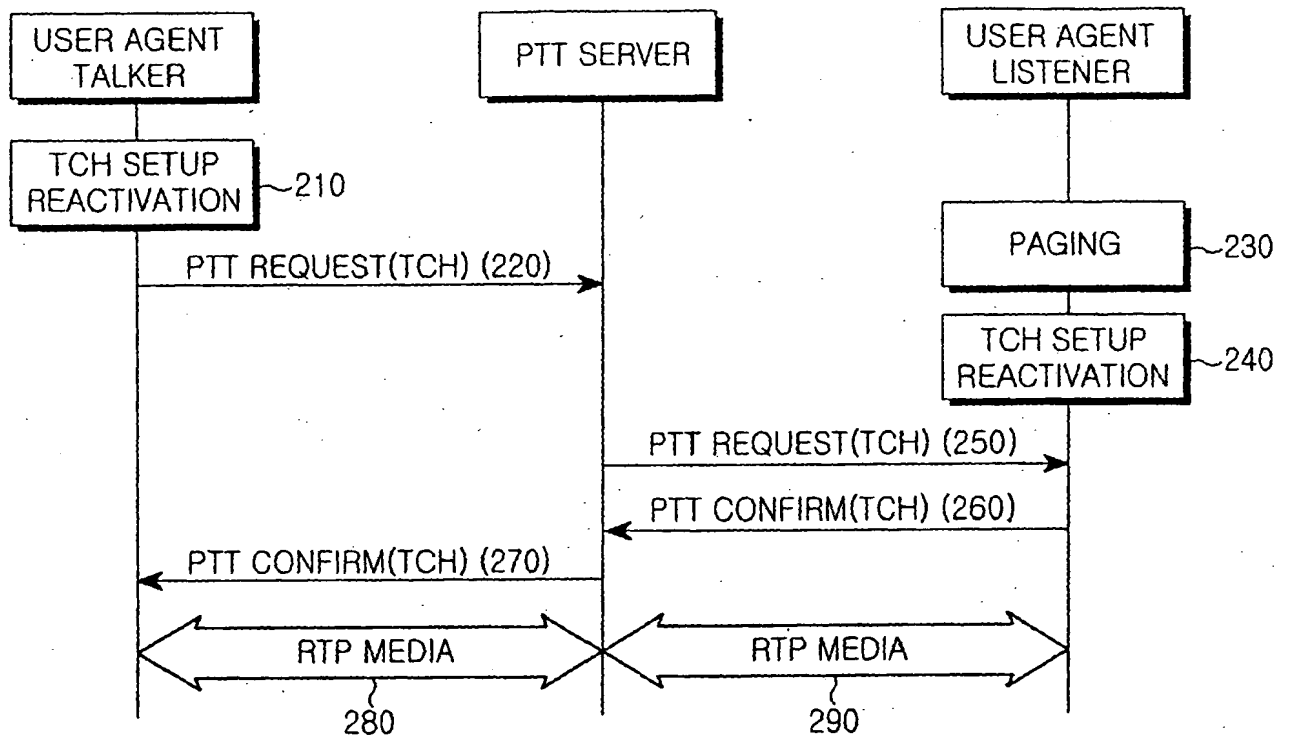 USER AGENT
TALKER
PTT SERVER
USER AGENT
LISTENER
TCH SETUP
REACTIVATION
210
PTT REQUEST(TCH) (220)
PAGING
230
TCH SETUP
REACTIVATION
240
PTT REQUEST(TCH) (250)
PTT CONFIRM(TCH) (260)
PTT CONFIRM(TCH) (270)
RTP MEDIA
RTP MEDIA
280
290